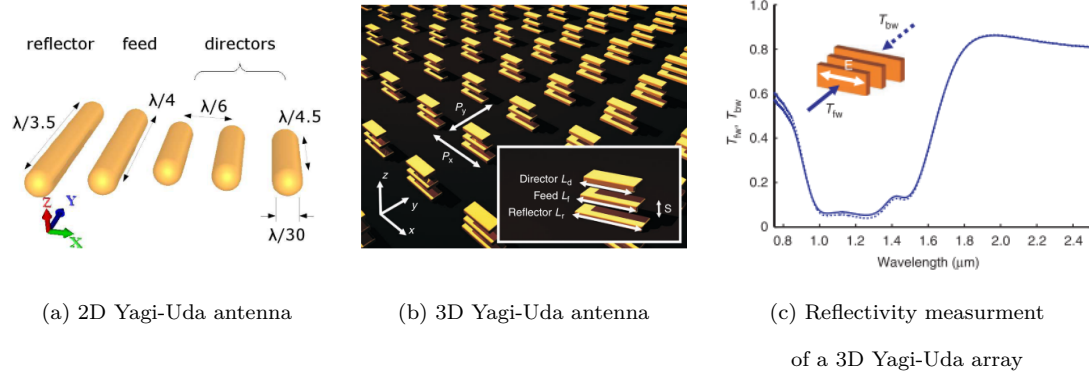 reflector feed directors
λ/3.5
λ/4
λ/6
λ/4.5
λ/30
Z
Y
X
(a) 2D Yagi-Uda antenna
P_y
P_x
z
y
x
Director L_d
Feed L_f
Reflector L_r
S
(b) 3D Yagi-Uda antenna
T_fw, T_bw
1.0
0.8
0.6
0.4
0.2
0
T_bw
E
T_fw
0.8 1.0 1.2 1.4 1.6 1.8 2.0 2.2 2.4
Wavelength (μm)
(c) Reflectivity measurment
of a 3D Yagi-Uda array